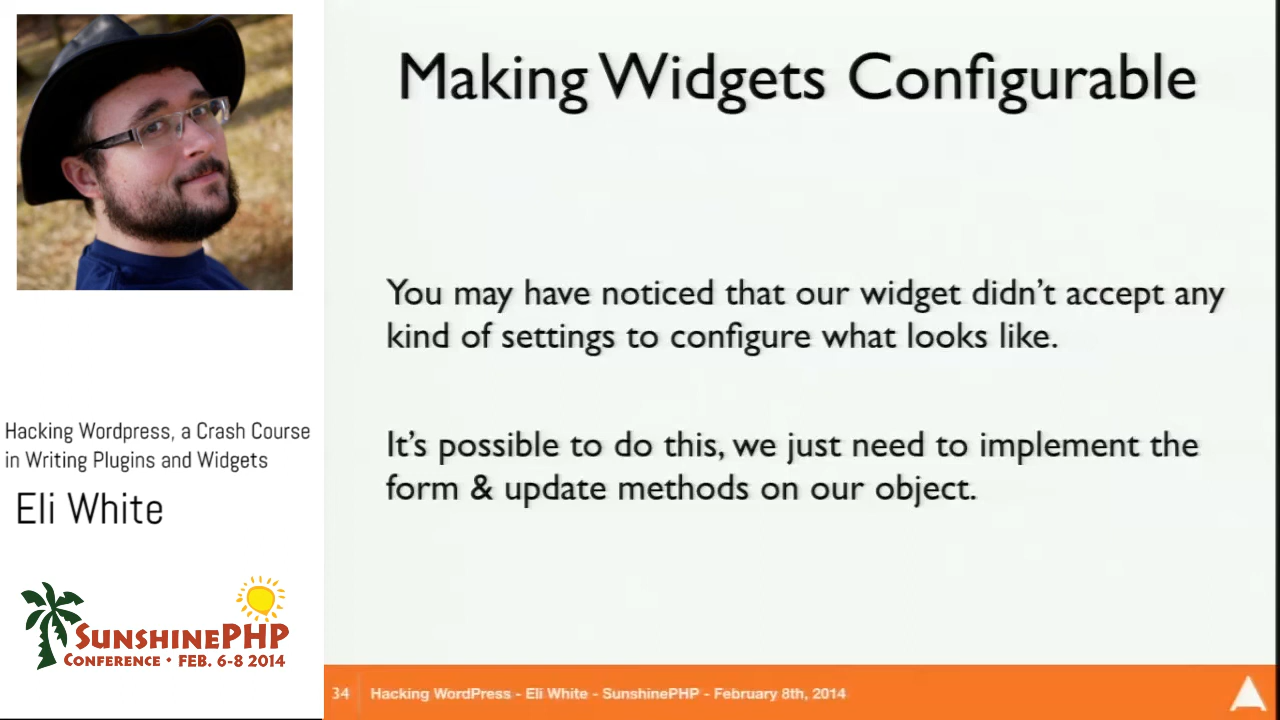 Making Widgets Configurable
You may have noticed that our widget didn't accept any
kind of settings to configure what looks like.
It's possible to do this, we just need to implement the
form & update methods on our object.
Hacking Wordpress, a Crash Course
in Writing Plugins and Widgets
Eli White
SUNSHINEPHP
CONFERENCE • FEB. 6-8 2014
34 Hacking WordPress - Eli White - SunshinePHP - February 8th, 2014